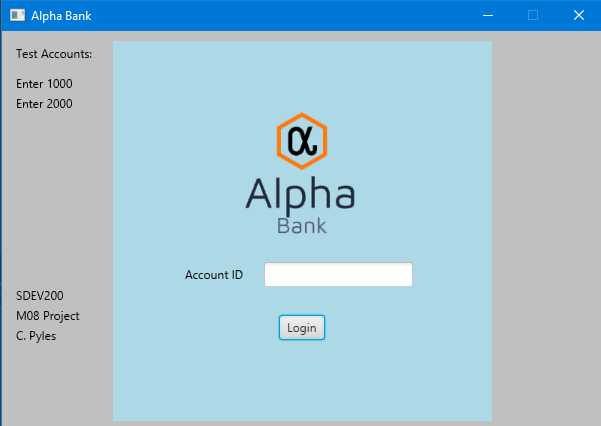 Alpha Bank
Test Accounts:
Enter 1000
Enter 2000
α
Alpha
Bank
Account ID
Login
SDEV200
M08 Project
C. Pyles